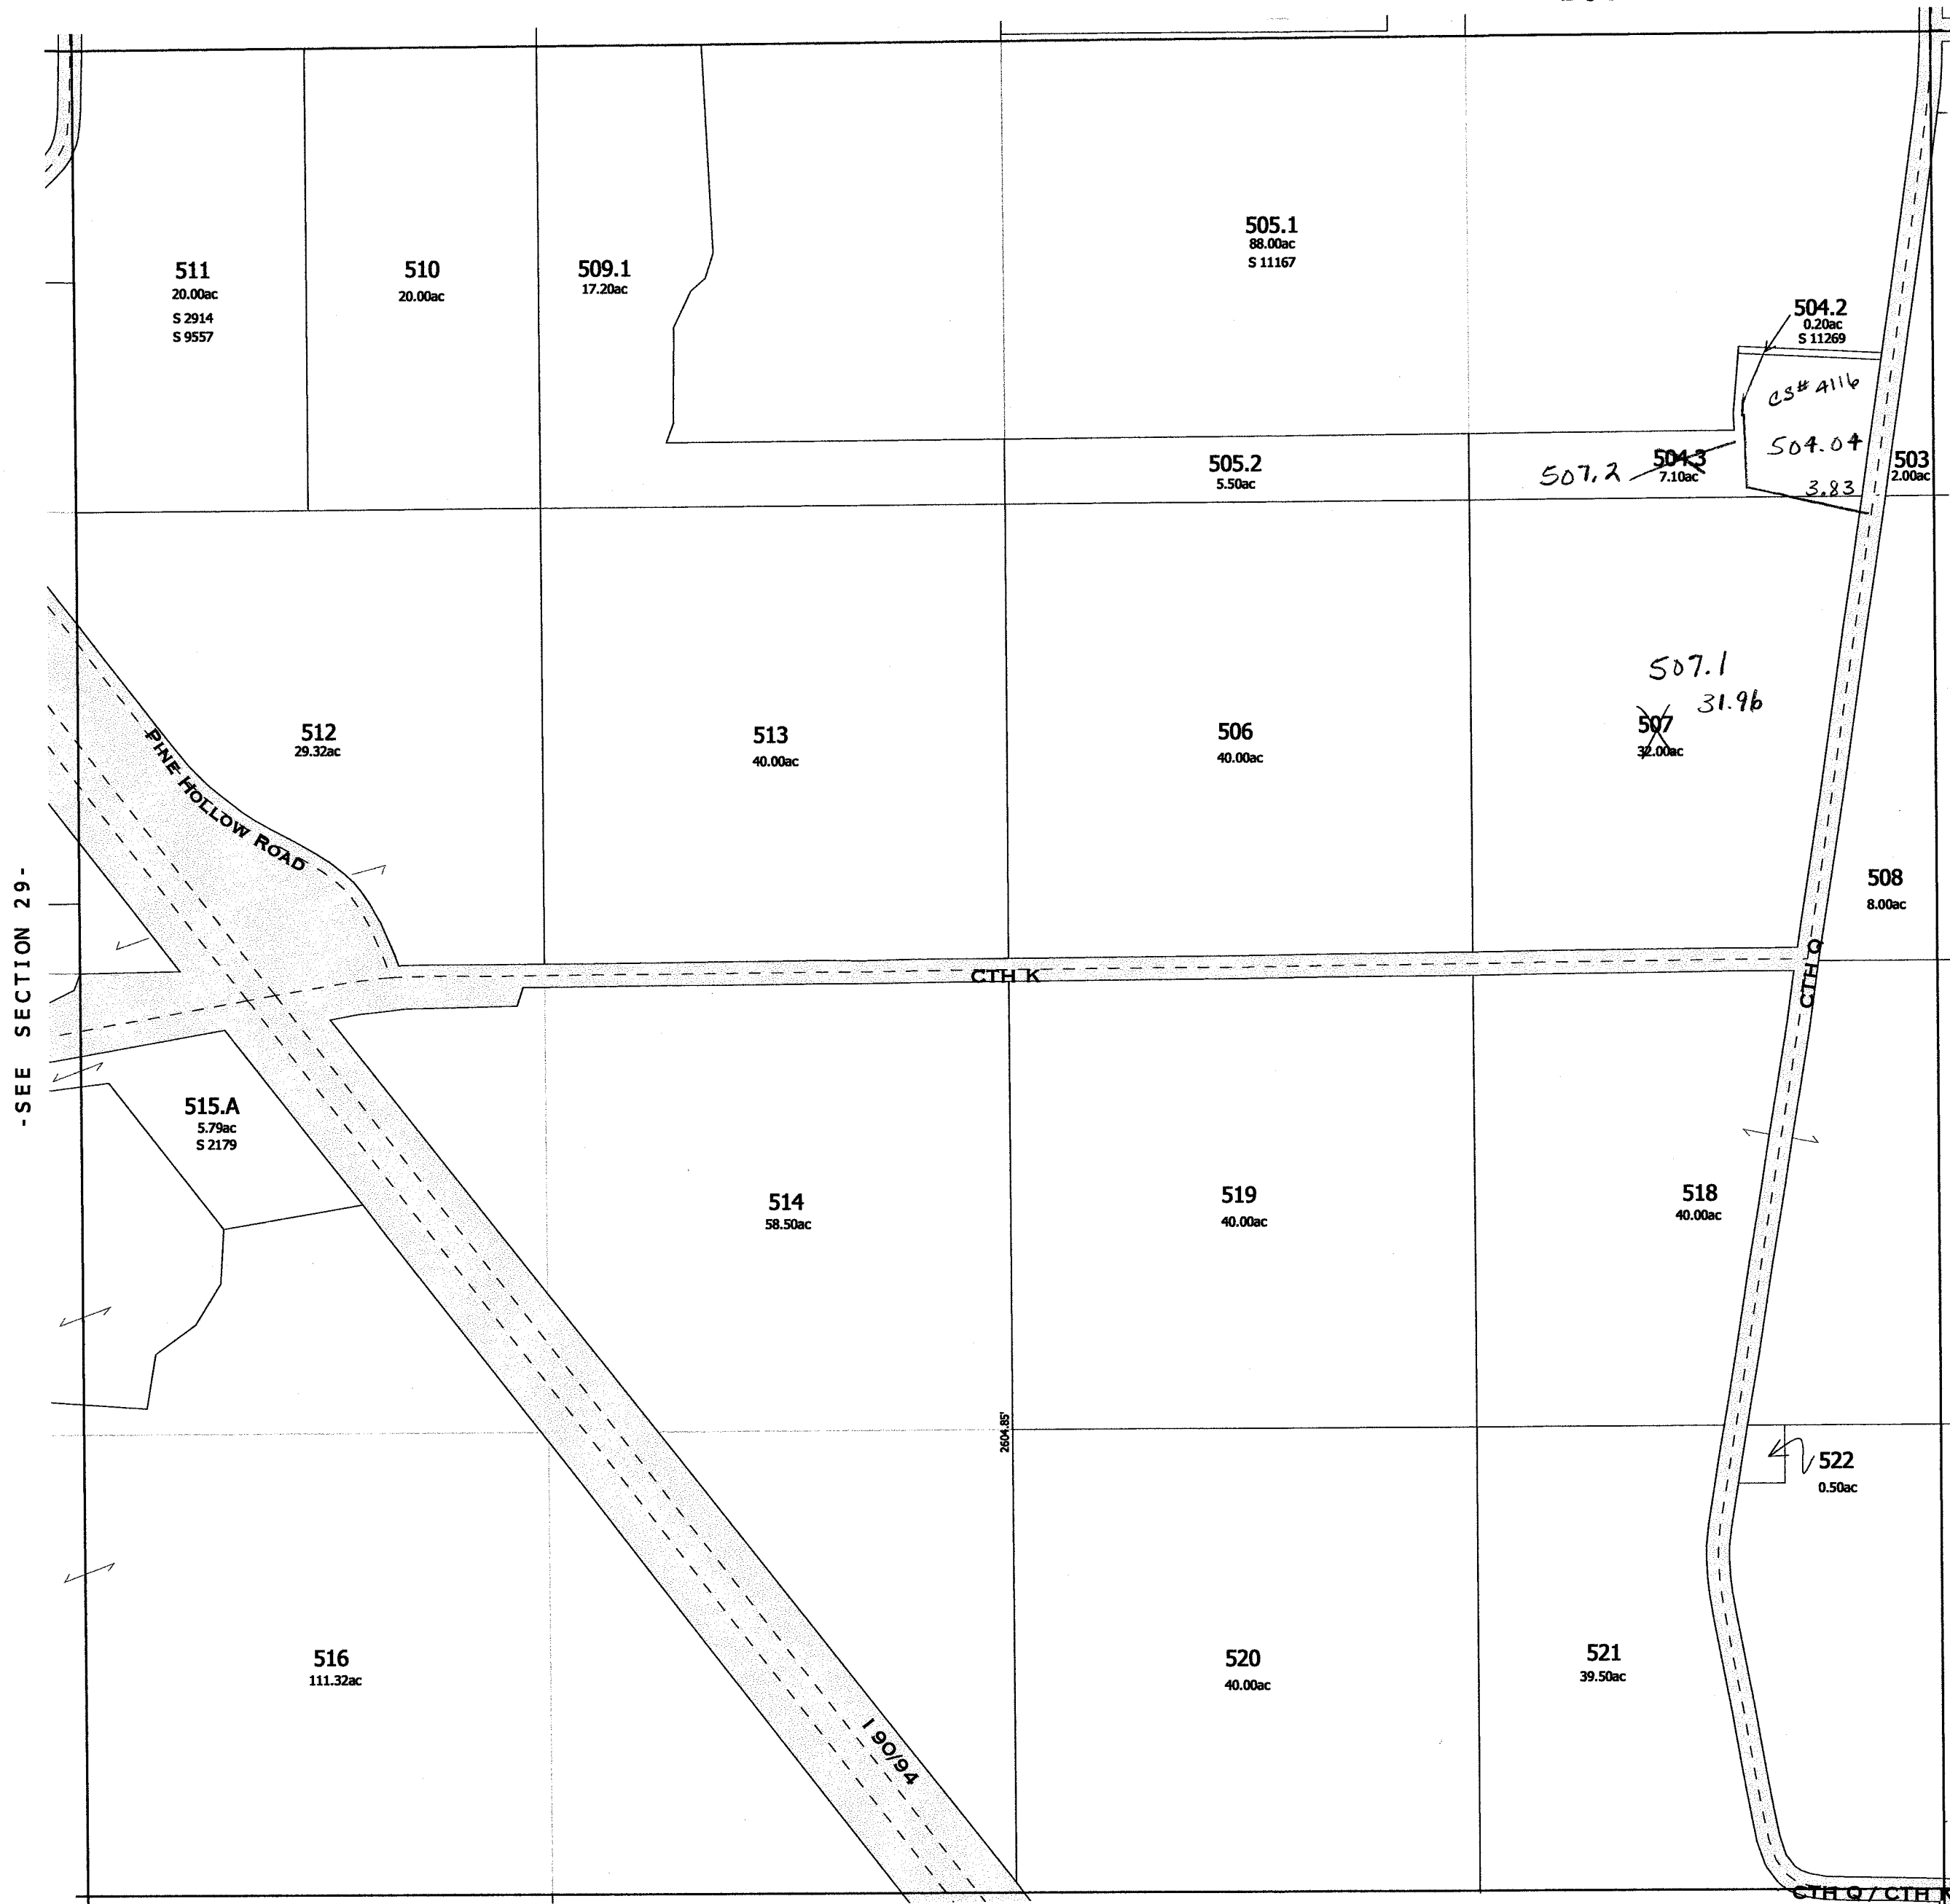 505.1
88.00ac
S 11167
511
20.00ac
S 2914
S 9557
510
20.00ac
509.1
17.20ac
504.2
0.20ac
S 11269
CS# 4116
504.04
3.83
505.2
5.50ac
507.2
504.3
7.10ac
503
2.00ac
507.1
31.96
507
32.00ac
512
29.32ac
513
40.00ac
506
40.00ac
PINE HOLLOW ROAD
508
8.00ac
-SEE SECTION 29-
CTH K
CTH Q
515.A
5.79ac
S 2179
514
58.50ac
519
40.00ac
518
40.00ac
2604.85'
522
0.50ac
516
111.32ac
520
40.00ac
521
39.50ac
I 90/94
CTH Q / CTH